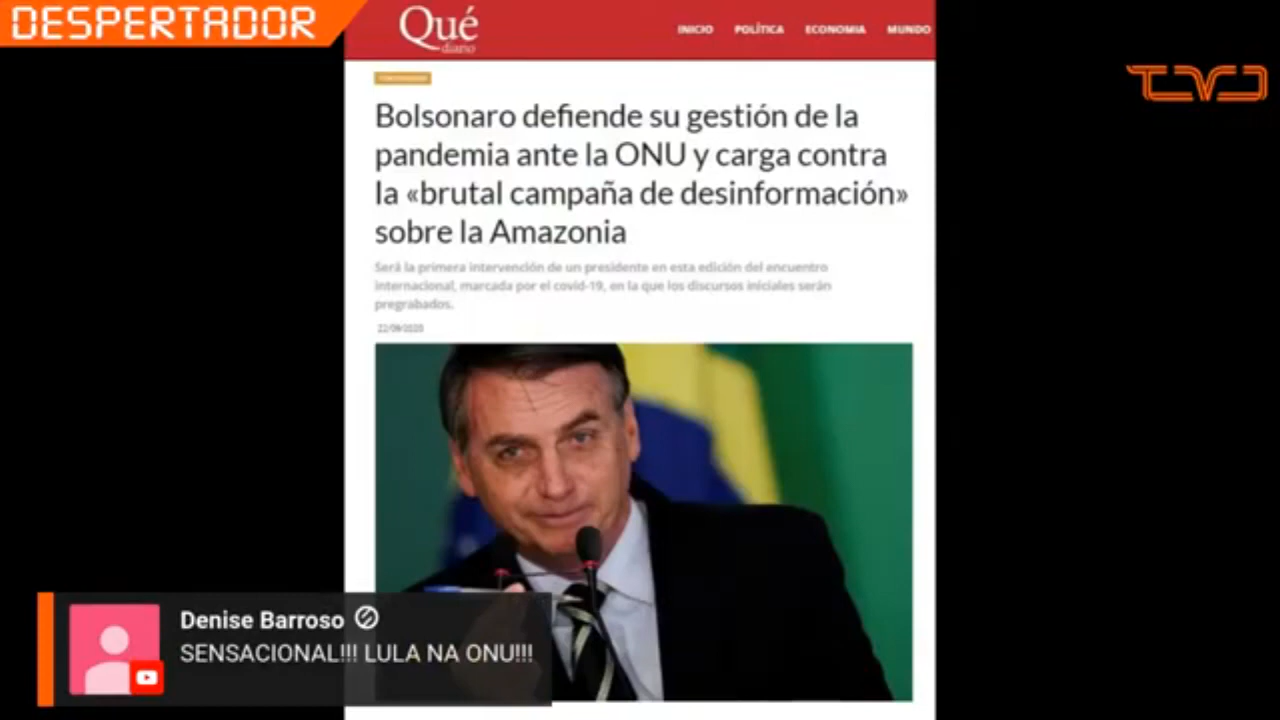 DESPERTADOR
Qué
diario
INICIO POLÍTICA ECONOMIA MUNDO
TVJ
Bolsonaro defiende su gestión de la
pandemia ante la ONU y carga contra
la «brutal campaña de desinformación»
sobre la Amazonia
Será la primera intervención de un presidente en esta edición del encuentro
internacional, marcada por el covid-19, en la que los discursos iniciales serán
pregrabados.
22/09/2020
Denise Barroso
SENSACIONAL!!! LULA NA ONU!!!